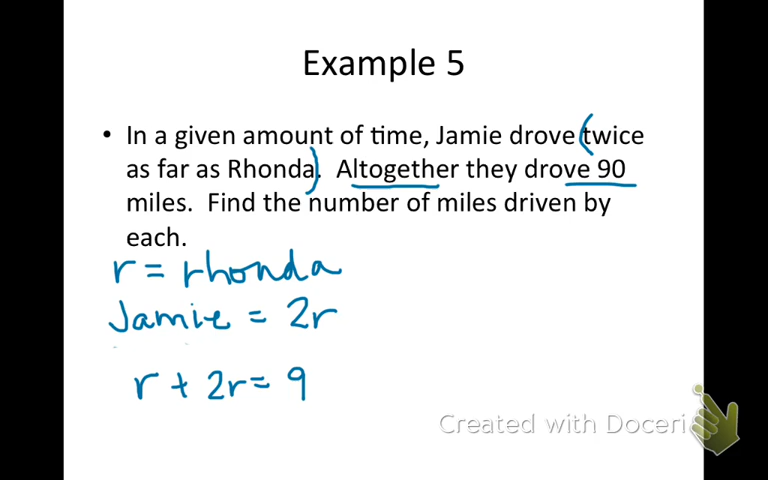 Example 5
• In a given amount of time, Jamie drove twice
as far as Rhonda. Altogether they drove 90
miles. Find the number of miles driven by
each.
r = rhonda
Jamie = 2r
r + 2r = 9
Created with Doceri